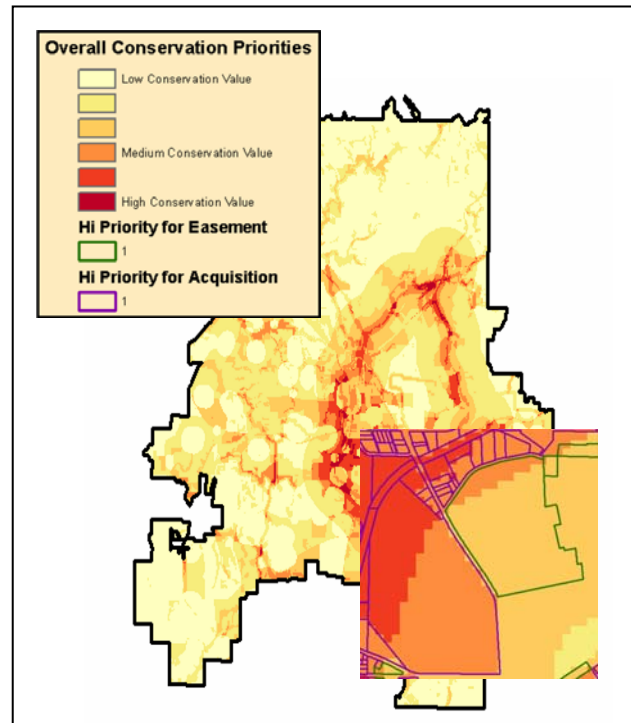 Overall Conservation Priorities
Low Conservation Value
Medium Conservation Value
High Conservation Value
Hi Priority for Easement
1
Hi Priority for Acquisition
1